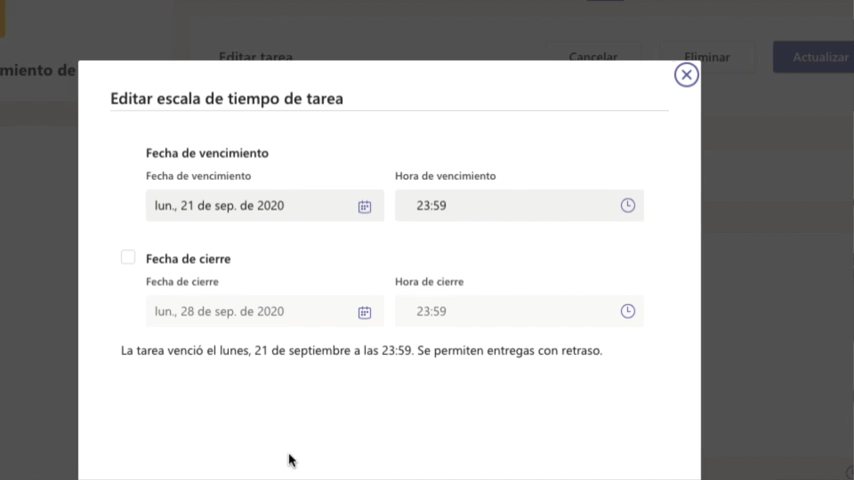 Editar tarea
Cancelar
Eliminar
Actualizar
miento de
Editar escala de tiempo de tarea
Fecha de vencimiento
Fecha de vencimiento
Hora de vencimiento
lun., 21 de sep. de 2020
23:59
Fecha de cierre
Fecha de cierre
Hora de cierre
lun., 28 de sep. de 2020
23:59
La tarea venció el lunes, 21 de septiembre a las 23:59. Se permiten entregas con retraso.